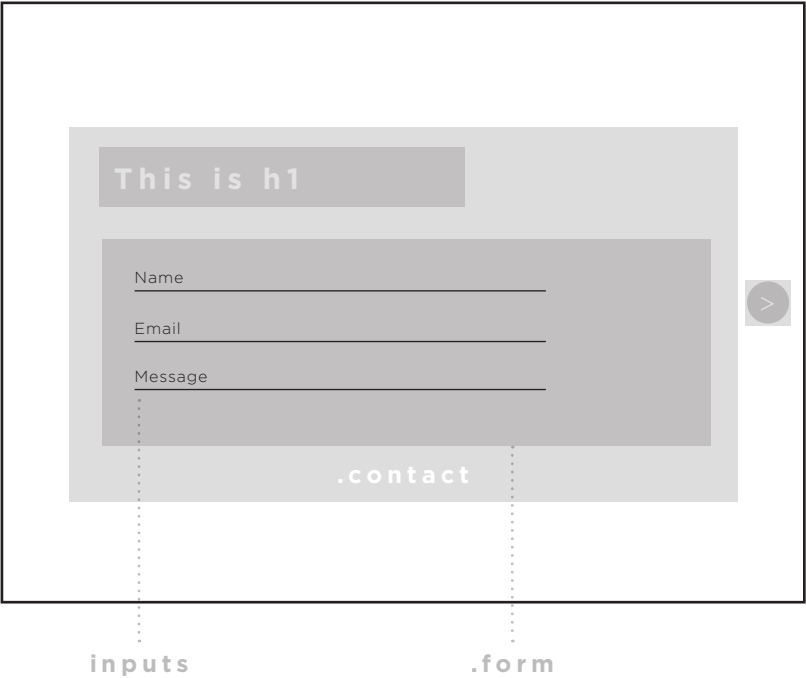 This is h1
Name
>
Email
Message
.contact
inputs
.form